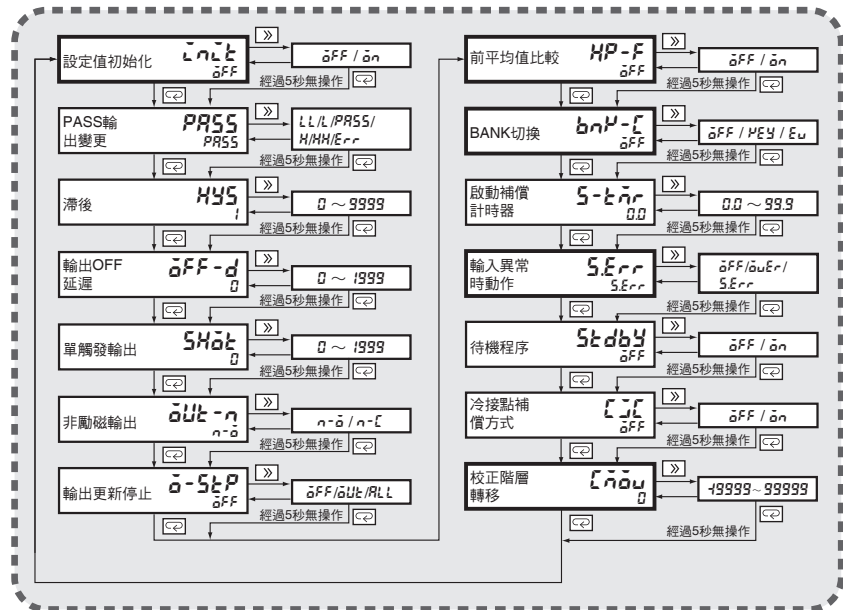 設定值初始化
init
oFF
oFF / on
經過5秒無操作
PASS輸
出變更
PASS
PASS
LL/L/PASS/
H/HH/Err
經過5秒無操作
滯後
HYS
1
0～9999
經過5秒無操作
輸出OFF
延遲
oFF-d
0
0～1999
經過5秒無操作
單觸發輸出
SHot
0
0～1999
經過5秒無操作
非勵磁輸出
oUt-n
n-o
n-o / n-C
經過5秒無操作
輸出更新停止
o-StP
oFF
oFF/oUt/ALL
經過5秒無操作
前平均值比較
HP-F
oFF
oFF / on
經過5秒無操作
BANK切換
bnK-C
oFF
oFF / KEY / Ev
經過5秒無操作
啟動補償
計時器
S-tmr
0.0
0.0～99.9
經過5秒無操作
輸入異常
時動作
S.Err
S.Err
oFF/ovEr/
S.Err
經過5秒無操作
待機程序
Stdby
oFF
oFF / on
經過5秒無操作
冷接點補
償方式
CJC
oFF
oFF / on
經過5秒無操作
校正階層
轉移
Cmov
0
-19999～99999
經過5秒無操作